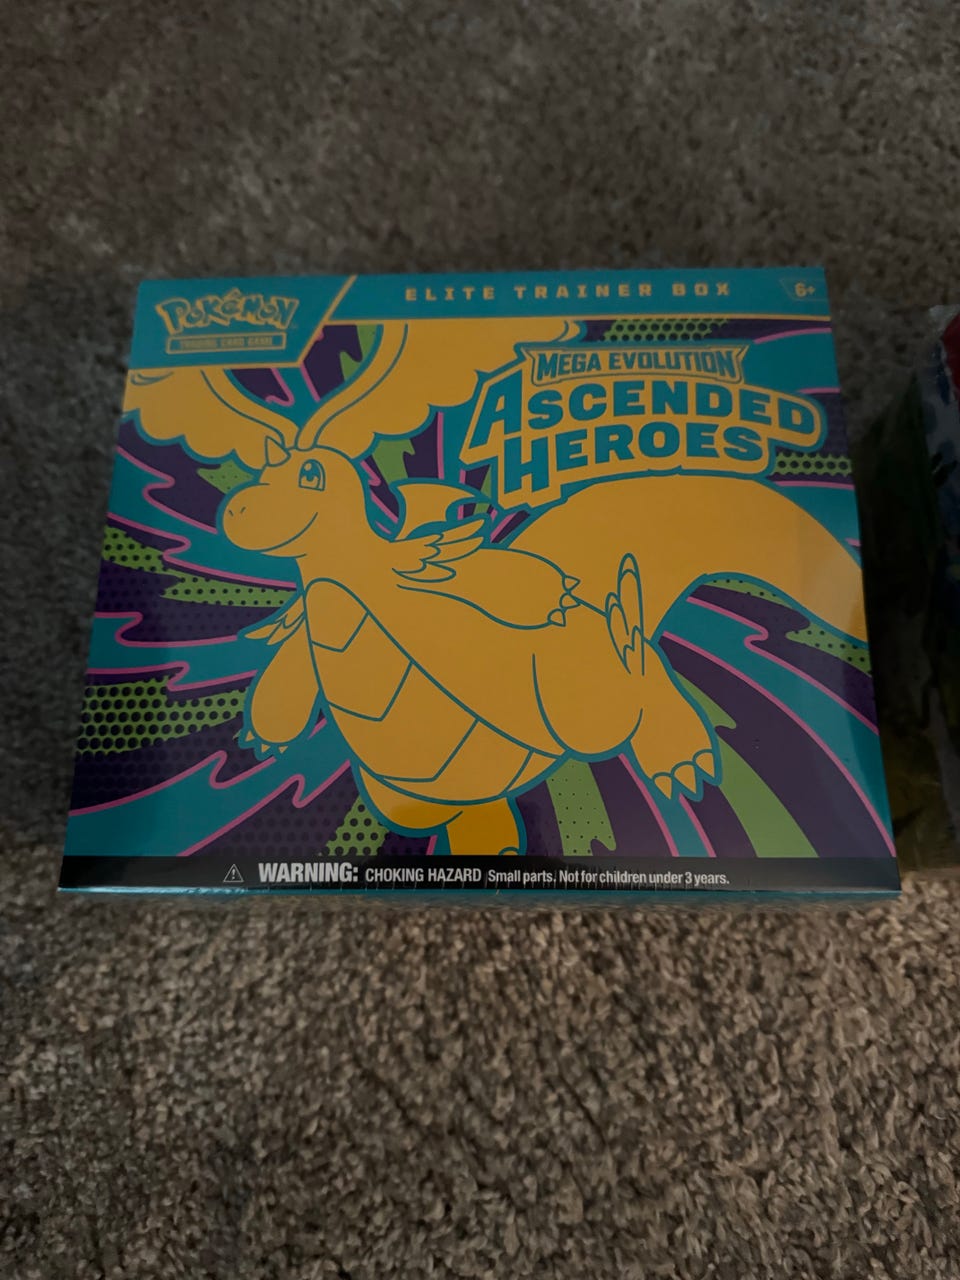 POKÉMON
TRADING CARD GAME
ELITE TRAINER BOX
6+
MEGA EVOLUTION
ASCENDED
HEROES
WARNING: CHOKING HAZARD Small parts. Not for children under 3 years.